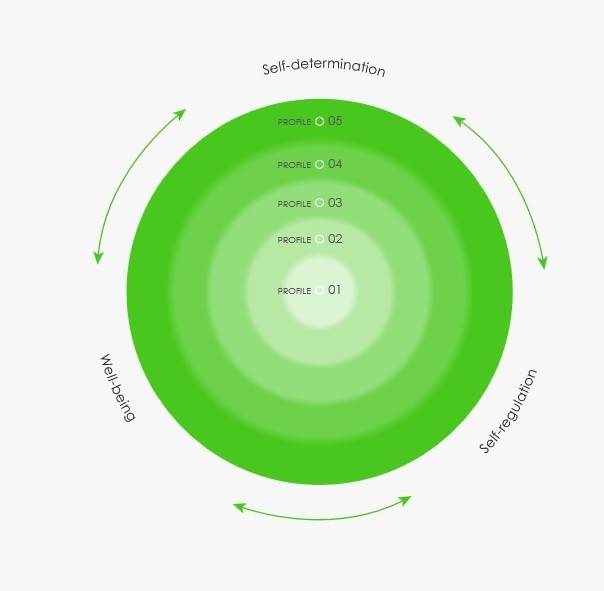 Self-determination
PROFILE 05
PROFILE 04
PROFILE 03
PROFILE 02
PROFILE 01
Well-being
Self-regulation